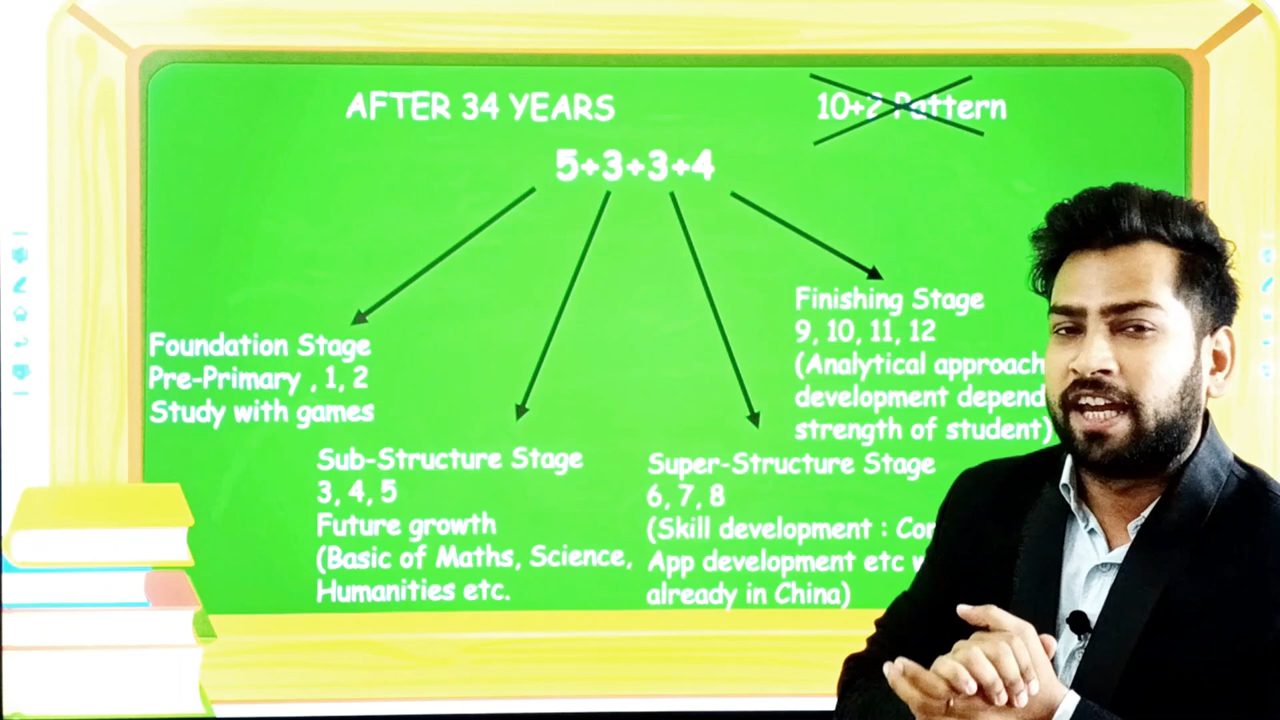 AFTER 34 YEARS
10+2 Pattern
5+3+3+4
Foundation Stage
Pre-Primary , 1, 2
Study with games
Sub-Structure Stage
3, 4, 5
Future growth
(Basic of Maths, Science,
Humanities etc.
Super-Structure Stage
6, 7, 8
(Skill development :
App development etc
already in China)
Finishing Stage
9, 10, 11, 12
(Analytical approach
development depend
strength of student)